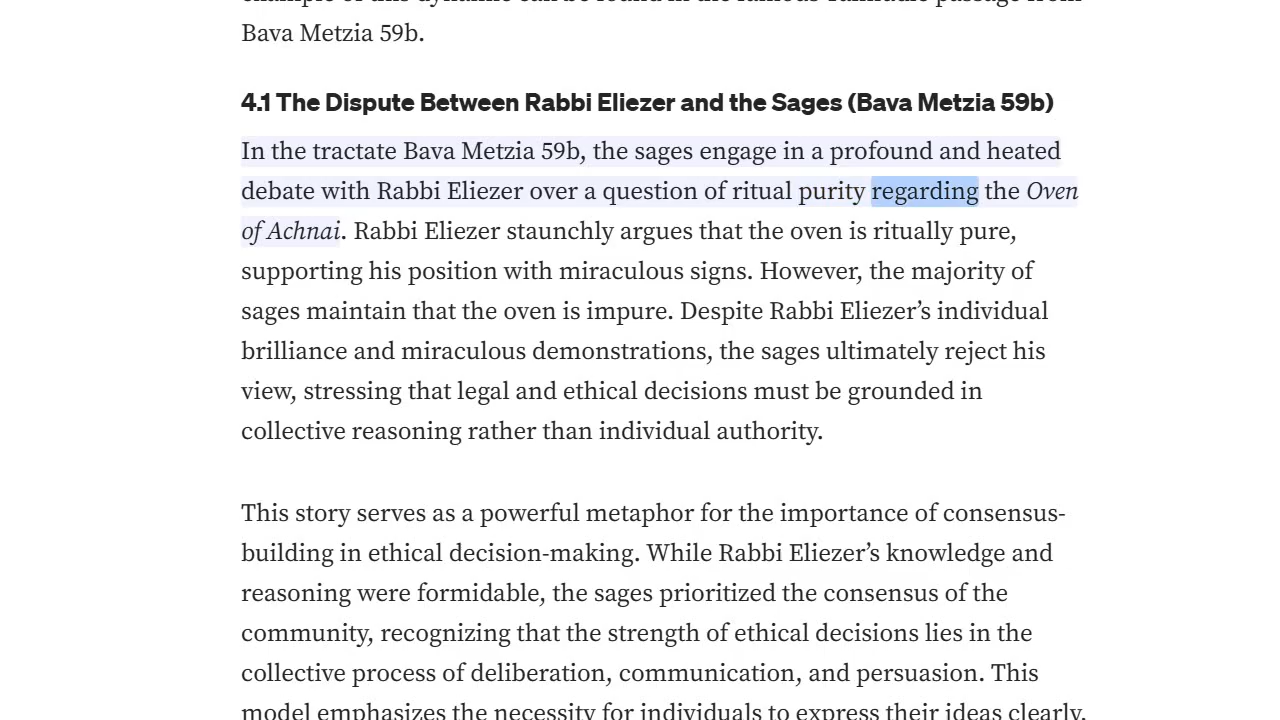 Bava Metzia 59b.
4.1 The Dispute Between Rabbi Eliezer and the Sages (Bava Metzia 59b)
In the tractate Bava Metzia 59b, the sages engage in a profound and heated
debate with Rabbi Eliezer over a question of ritual purity regarding the Oven
of Achnai. Rabbi Eliezer staunchly argues that the oven is ritually pure,
supporting his position with miraculous signs. However, the majority of
sages maintain that the oven is impure. Despite Rabbi Eliezer’s individual
brilliance and miraculous demonstrations, the sages ultimately reject his
view, stressing that legal and ethical decisions must be grounded in
collective reasoning rather than individual authority.
This story serves as a powerful metaphor for the importance of consensus-
building in ethical decision-making. While Rabbi Eliezer’s knowledge and
reasoning were formidable, the sages prioritized the consensus of the
community, recognizing that the strength of ethical decisions lies in the
collective process of deliberation, communication, and persuasion. This
model emphasizes the necessity for individuals to express their ideas clearly,